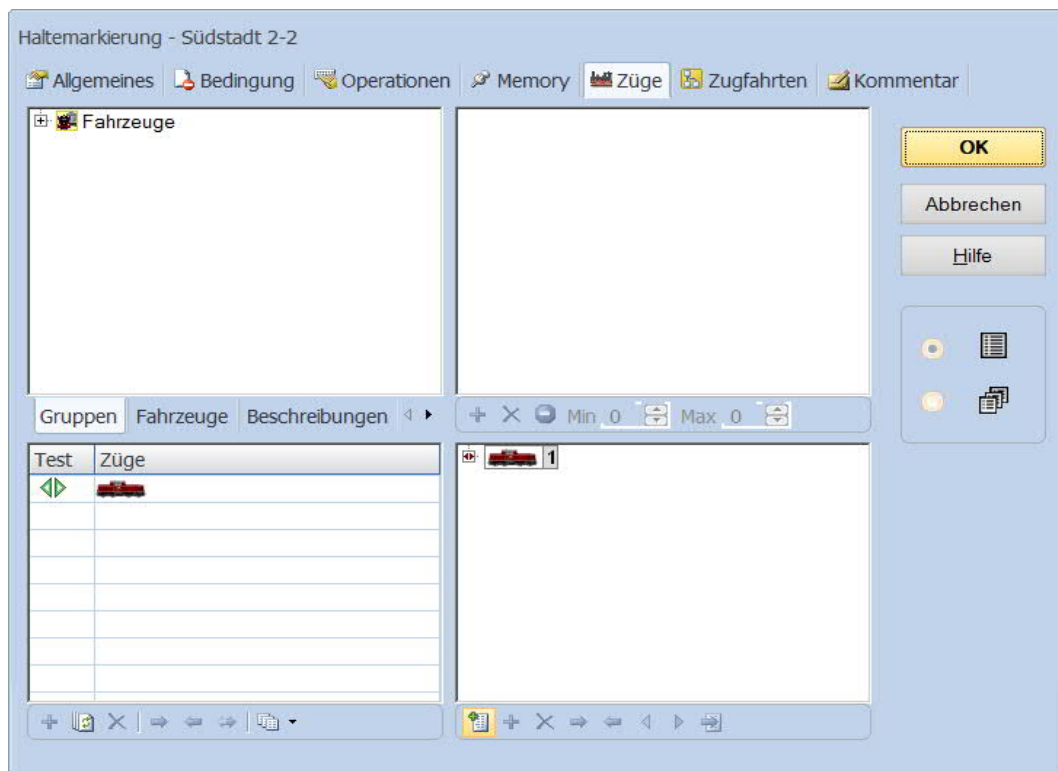 Haltemarkierung - Südstadt 2-2
Allgemeines Bedingung Operationen Memory Züge Zugfahrten Kommentar
Fahrzeuge
OK
Abbrechen
Hilfe
Gruppen Fahrzeuge Beschreibungen
Min 0 Max 0
Test Züge
1